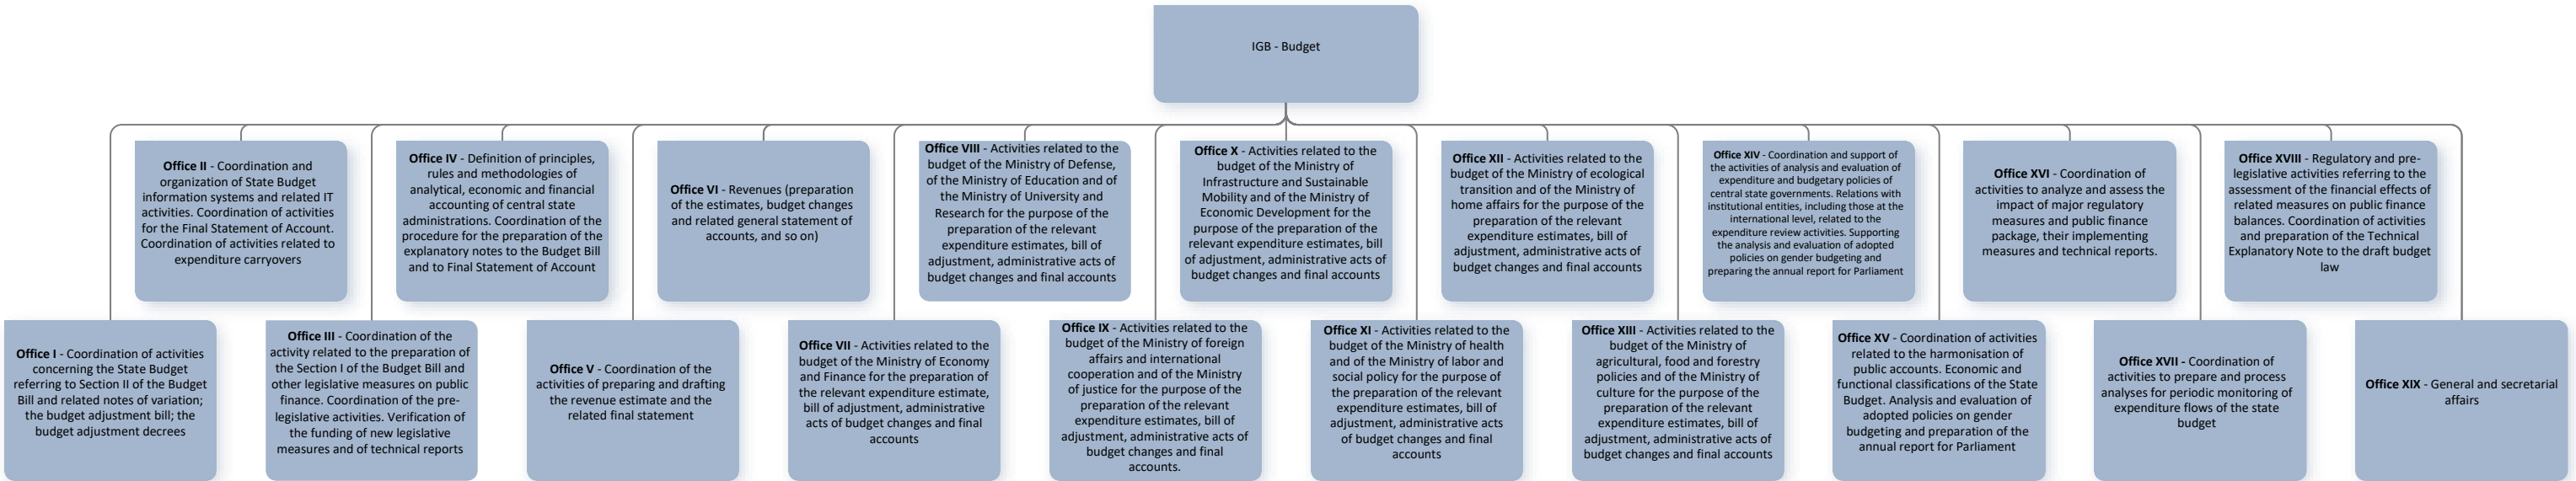 IGB - Budget
Office II - Coordination and
organization of State Budget
information systems and related IT
activities. Coordination of activities
for the Final Statement of Account.
Coordination of activities related to
expenditure carryovers
Office IV - Definition of principles,
rules and methodologies of
analytical, economic and financial
accounting of central state
administrations. Coordination of the
procedure for the preparation of the
explanatory notes to the Budget Bill
and to Final Statement of Account
Office VI - Revenues (preparation
of the estimates, budget changes
and related general statement of
accounts, and so on)
Office VIII - Activities related to the
budget of the Ministry of Defense,
of the Ministry of Education and of
the Ministry of University and
Research for the purpose of the
preparation of the relevant
expenditure estimates, bill of
adjustment, administrative acts of
budget changes and final accounts
Office X - Activities related to the
budget of the Ministry of
Infrastructure and Sustainable
Mobility and of the Ministry of
Economic Development for the
purpose of the preparation of the
relevant expenditure estimates, bill
of adjustment, administrative acts of
budget changes and final accounts
Office XII - Activities related to the
budget of the Ministry of ecological
transition and of the Ministry of
home affairs for the purpose of the
preparation of the relevant
expenditure estimates, bill of
adjustment, administrative acts of
budget changes and final accounts
Office XIV - Coordination and support of
the activities of analysis and evaluation of
expenditure and budgetary policies of
central state governments. Relations with
institutional entities, including those at the
international level, related to the
expenditure review activities. Supporting
the analysis and evaluation of adopted
policies on gender budgeting and
preparing the annual report for Parliament
Office XVI - Coordination of
activities to analyze and assess the
impact of major regulatory
measures and public finance
package, their implementing
measures and technical reports.
Office XVIII - Regulatory and pre-
legislative activities referring to the
assessment of the financial effects of
related measures on public finance
balances. Coordination of activities
and preparation of the Technical
Explanatory Note to the draft budget
law
Office I - Coordination of activities
concerning the State Budget
referring to Section II of the Budget
Bill and related notes of variation;
the budget adjustment bill; the
budget adjustment decrees
Office III - Coordination of the
activity related to the preparation of
the Section I of the Budget Bill and
other legislative measures on public
finance. Coordination of the pre-
legislative activities. Verification of
the funding of new legislative
measures and of technical reports
Office V - Coordination of the
activities of preparing and drafting
the revenue estimate and the
related final statement
Office VII - Activities related to the
budget of the Ministry of Economy
and Finance for the preparation of
the relevant expenditure estimate,
bill of adjustment, administrative
acts of budget changes and final
accounts
Office IX - Activities related to the
budget of the Ministry of foreign
affairs and international
cooperation and of the Ministry
of justice for the purpose of the
preparation of the relevant
expenditure estimates, bill of
adjustment, administrative acts of
budget changes and final
accounts.
Office XI - Activities related to the
budget of the Ministry of health
and of the Ministry of labor and
social policy for the purpose of
the preparation of the relevant
expenditure estimates, bill of
adjustment, administrative acts
of budget changes and final
accounts
Office XIII - Activities related to the
budget of the Ministry of
agricultural, food and forestry
policies and of the Ministry of
culture for the purpose of the
preparation of the relevant
expenditure estimates, bill of
adjustment, administrative acts of
budget changes and final accounts
Office XV - Coordination of activities
related to the harmonisation of
public accounts. Economic and
functional classifications of the State
Budget. Analysis and evaluation of
adopted policies on gender
budgeting and preparation of the
annual report for Parliament
Office XVII - Coordination of
activities to prepare and process
analyses for periodic monitoring of
expenditure flows of the state
budget
Office XIX - General and secretarial
affairs